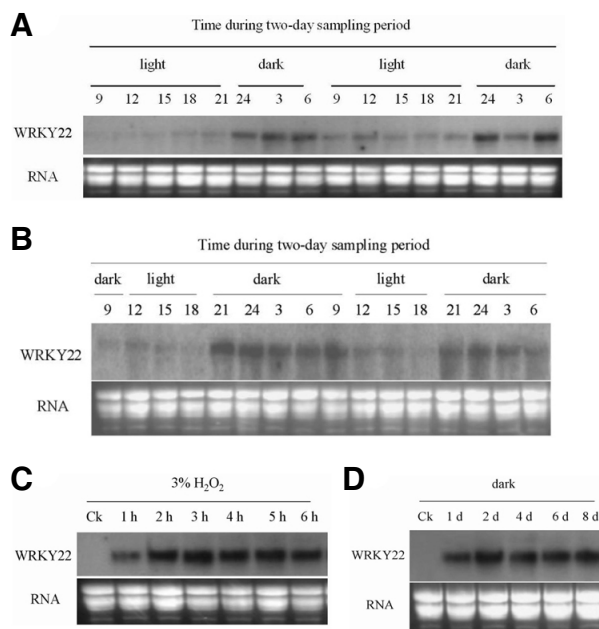 A
Time during two-day sampling period
light dark light dark
9 12 15 18 21 24 3 6 9 12 15 18 21 24 3 6
WRKY22
RNA
B
Time during two-day sampling period
dark light dark light dark
9 12 15 18 21 24 3 6 9 12 15 18 21 24 3 6
WRKY22
RNA
C
3% H₂O₂
Ck 1 h 2 h 3 h 4 h 5 h 6 h
WRKY22
RNA
D
dark
Ck 1 d 2 d 4 d 6 d 8 d
WRKY22
RNA